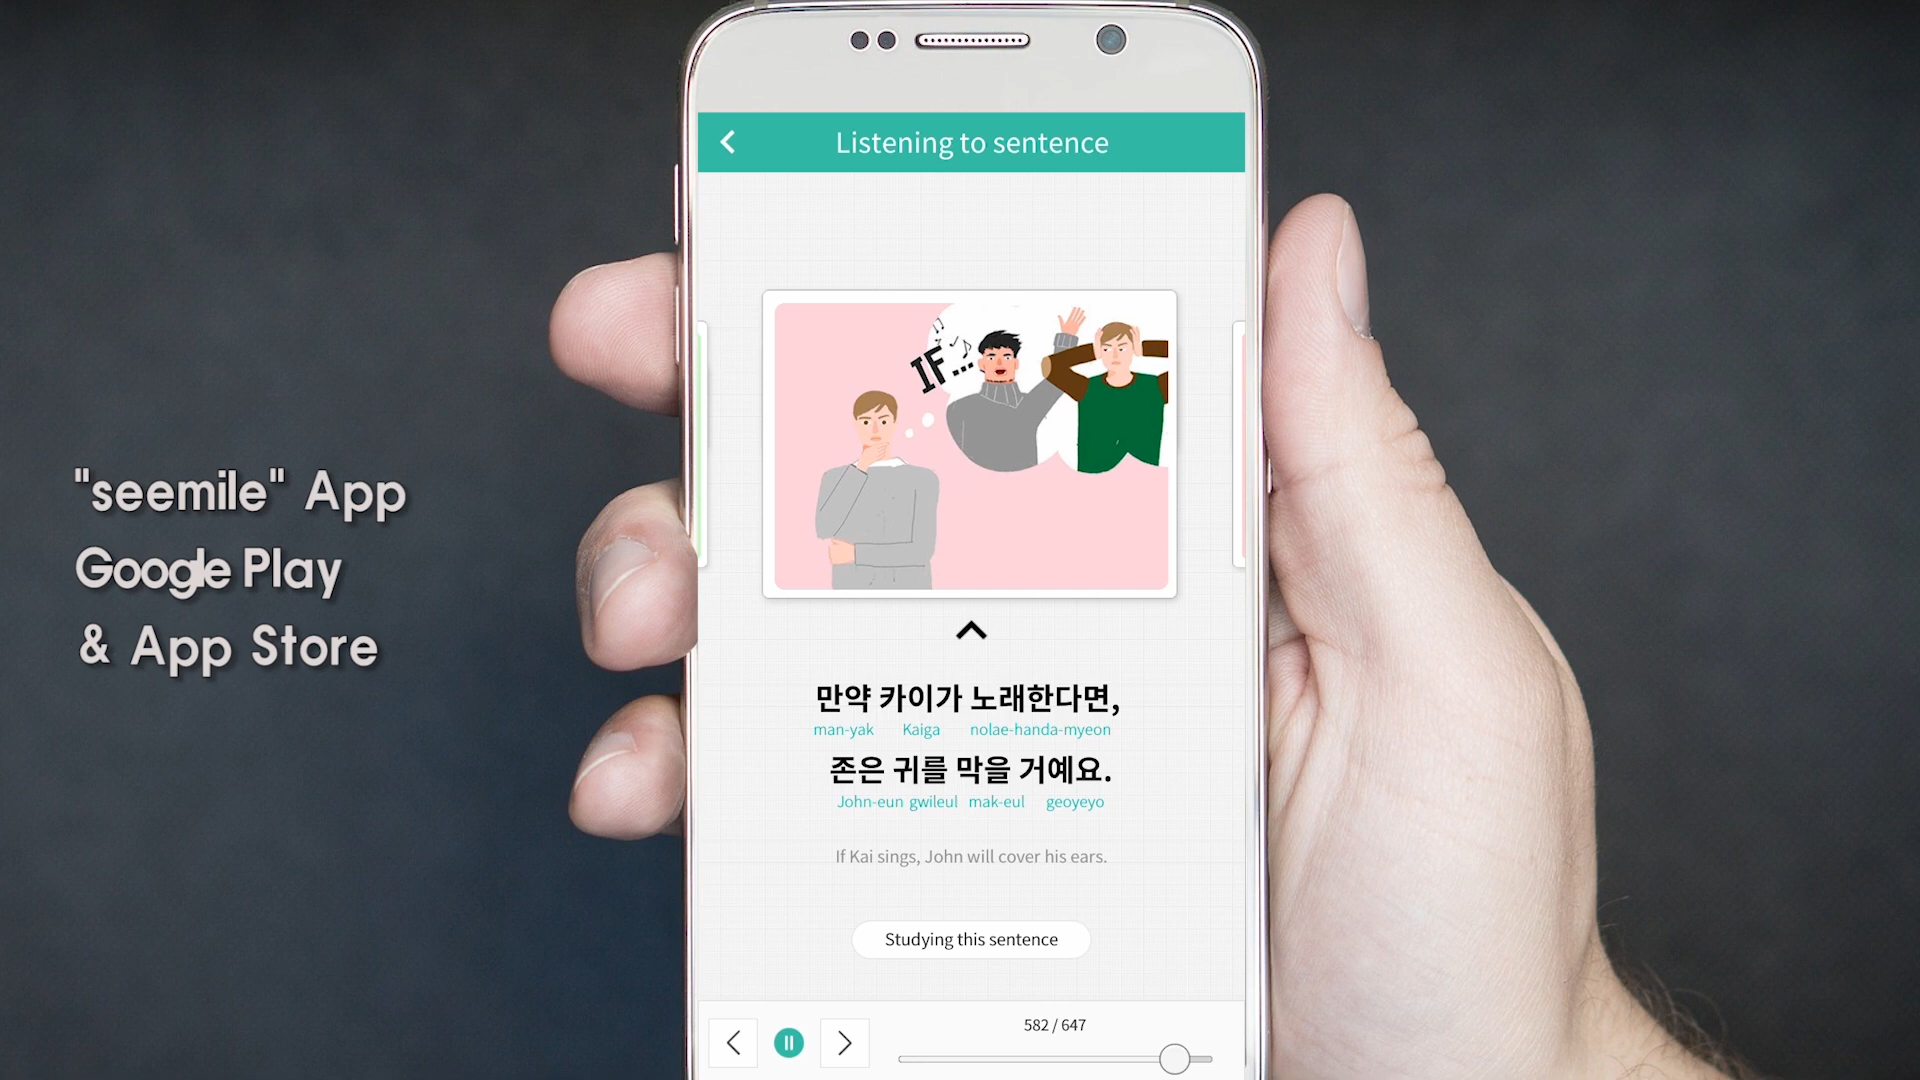 "seemile" App
Google Play
& App Store
Listening to sentence
IF...
만약 카이가 노래한다면,
man-yak Kaiga nolae-handa-myeon
존은 귀를 막을 거예요.
John-eun gwileul mak-eul geoyeyo
If Kai sings, John will cover his ears.
Studying this sentence
582 / 647